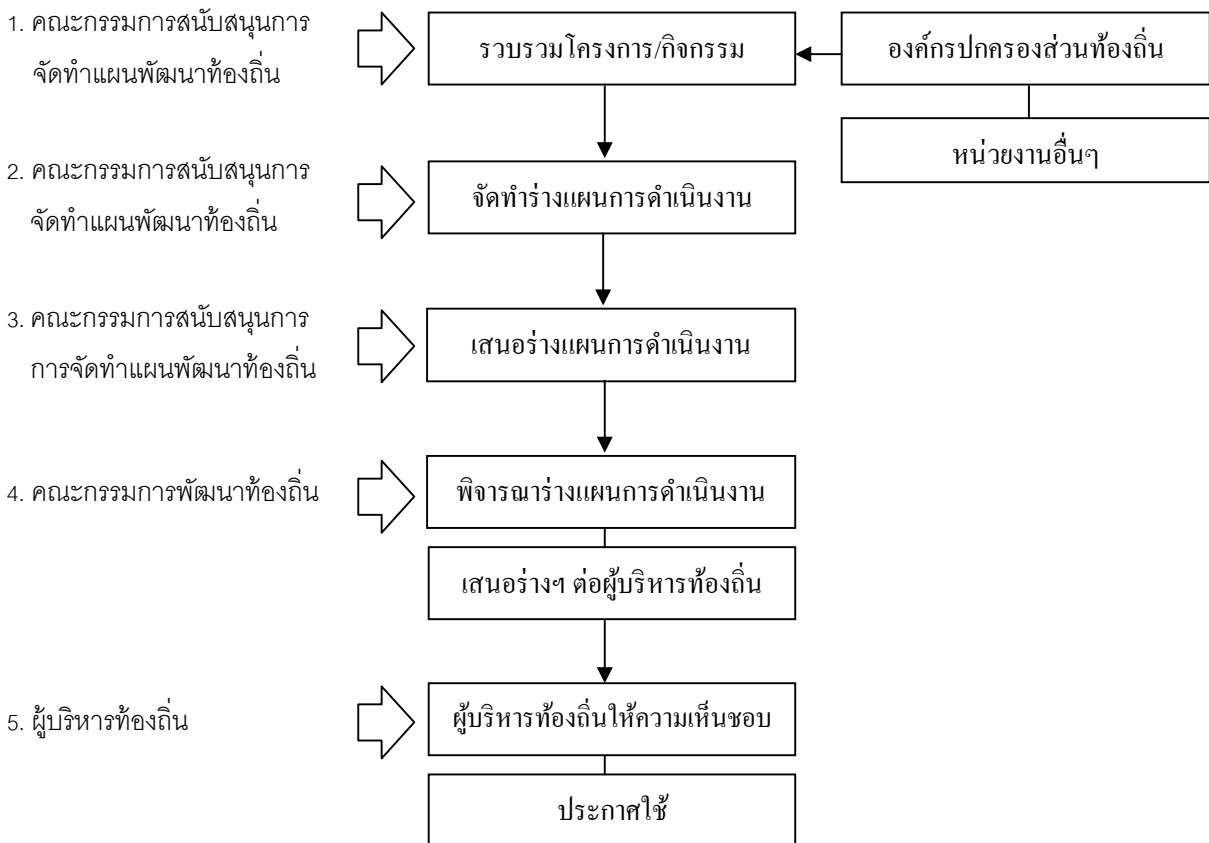 1. คณะกรรมการสนับสนุนการ
จัดทำแผนพัฒนาท้องถิ่น
รวบรวมโครงการ/กิจกรรม
องค์กรปกครองส่วนท้องถิ่น
หน่วยงานอื่นๆ
2. คณะกรรมการสนับสนุนการ
จัดทำแผนพัฒนาท้องถิ่น
จัดทำร่างแผนการดำเนินงาน
3. คณะกรรมการสนับสนุนการ
การจัดทำแผนพัฒนาท้องถิ่น
เสนอร่างแผนการดำเนินงาน
4. คณะกรรมการพัฒนาท้องถิ่น
พิจารณาร่างแผนการดำเนินงาน
เสนอร่างฯ ต่อผู้บริหารท้องถิ่น
5. ผู้บริหารท้องถิ่น
ผู้บริหารท้องถิ่นให้ความเห็นชอบ
ประกาศใช้